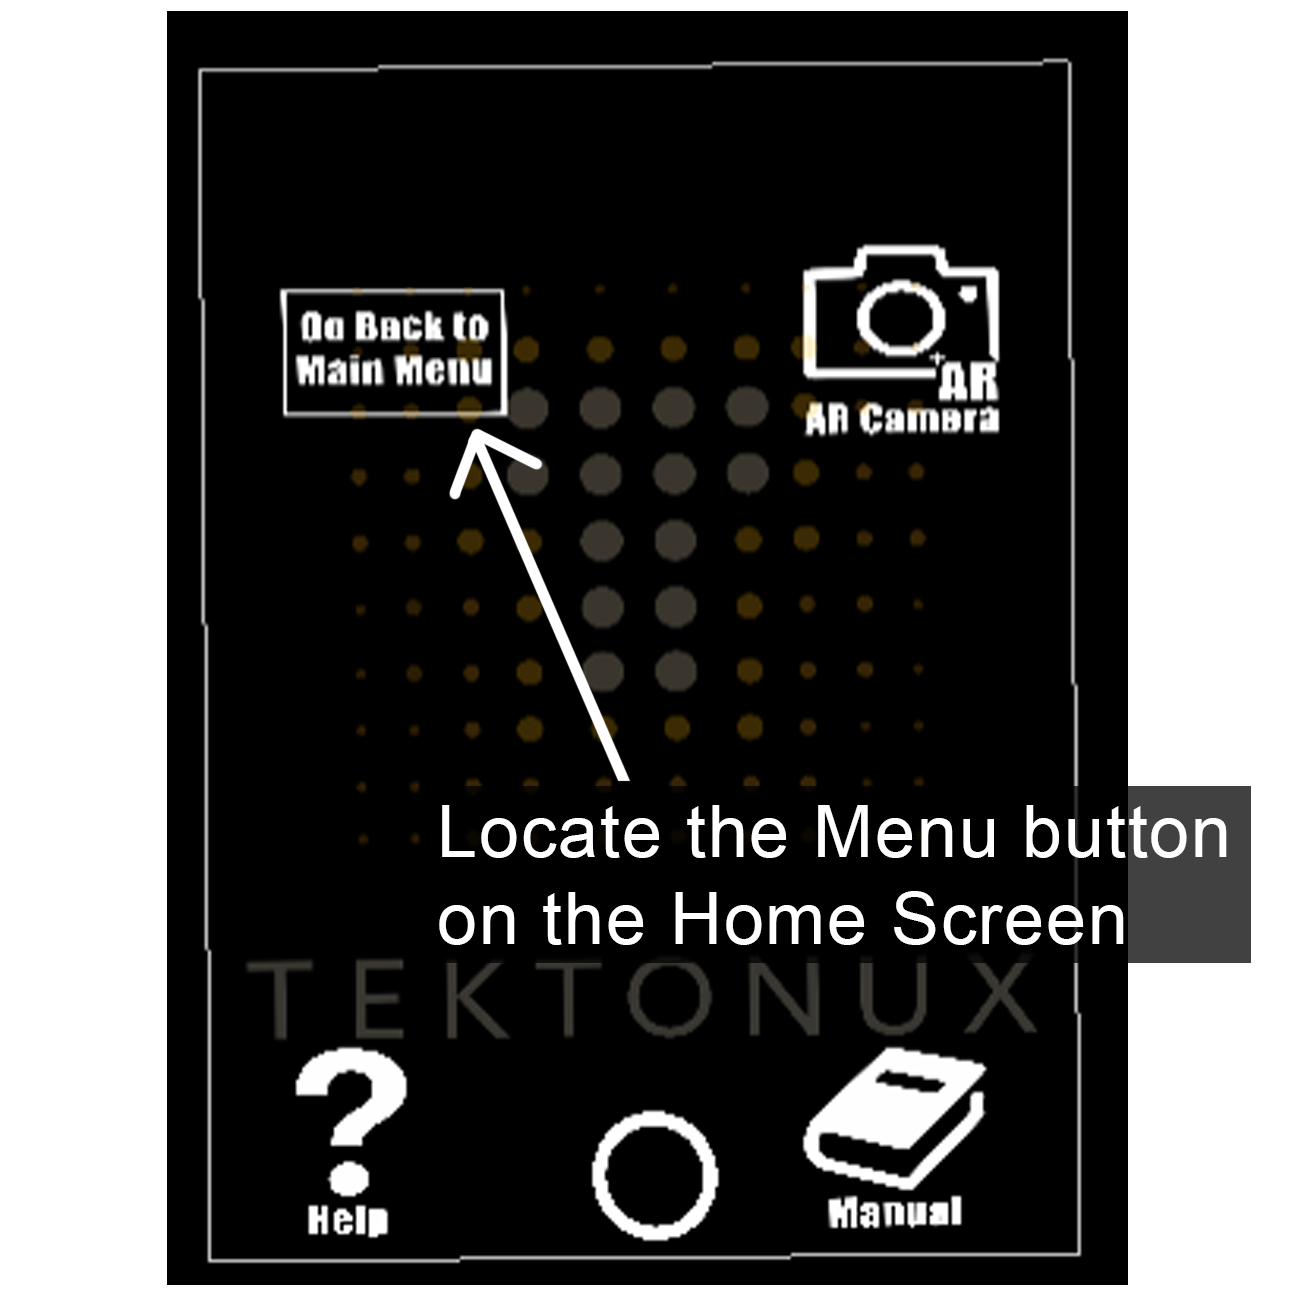 Go Back to
Main Menu
AR
AR Camera
Locate the Menu button
on the Home Screen
TEKTONUX
Help
Manual